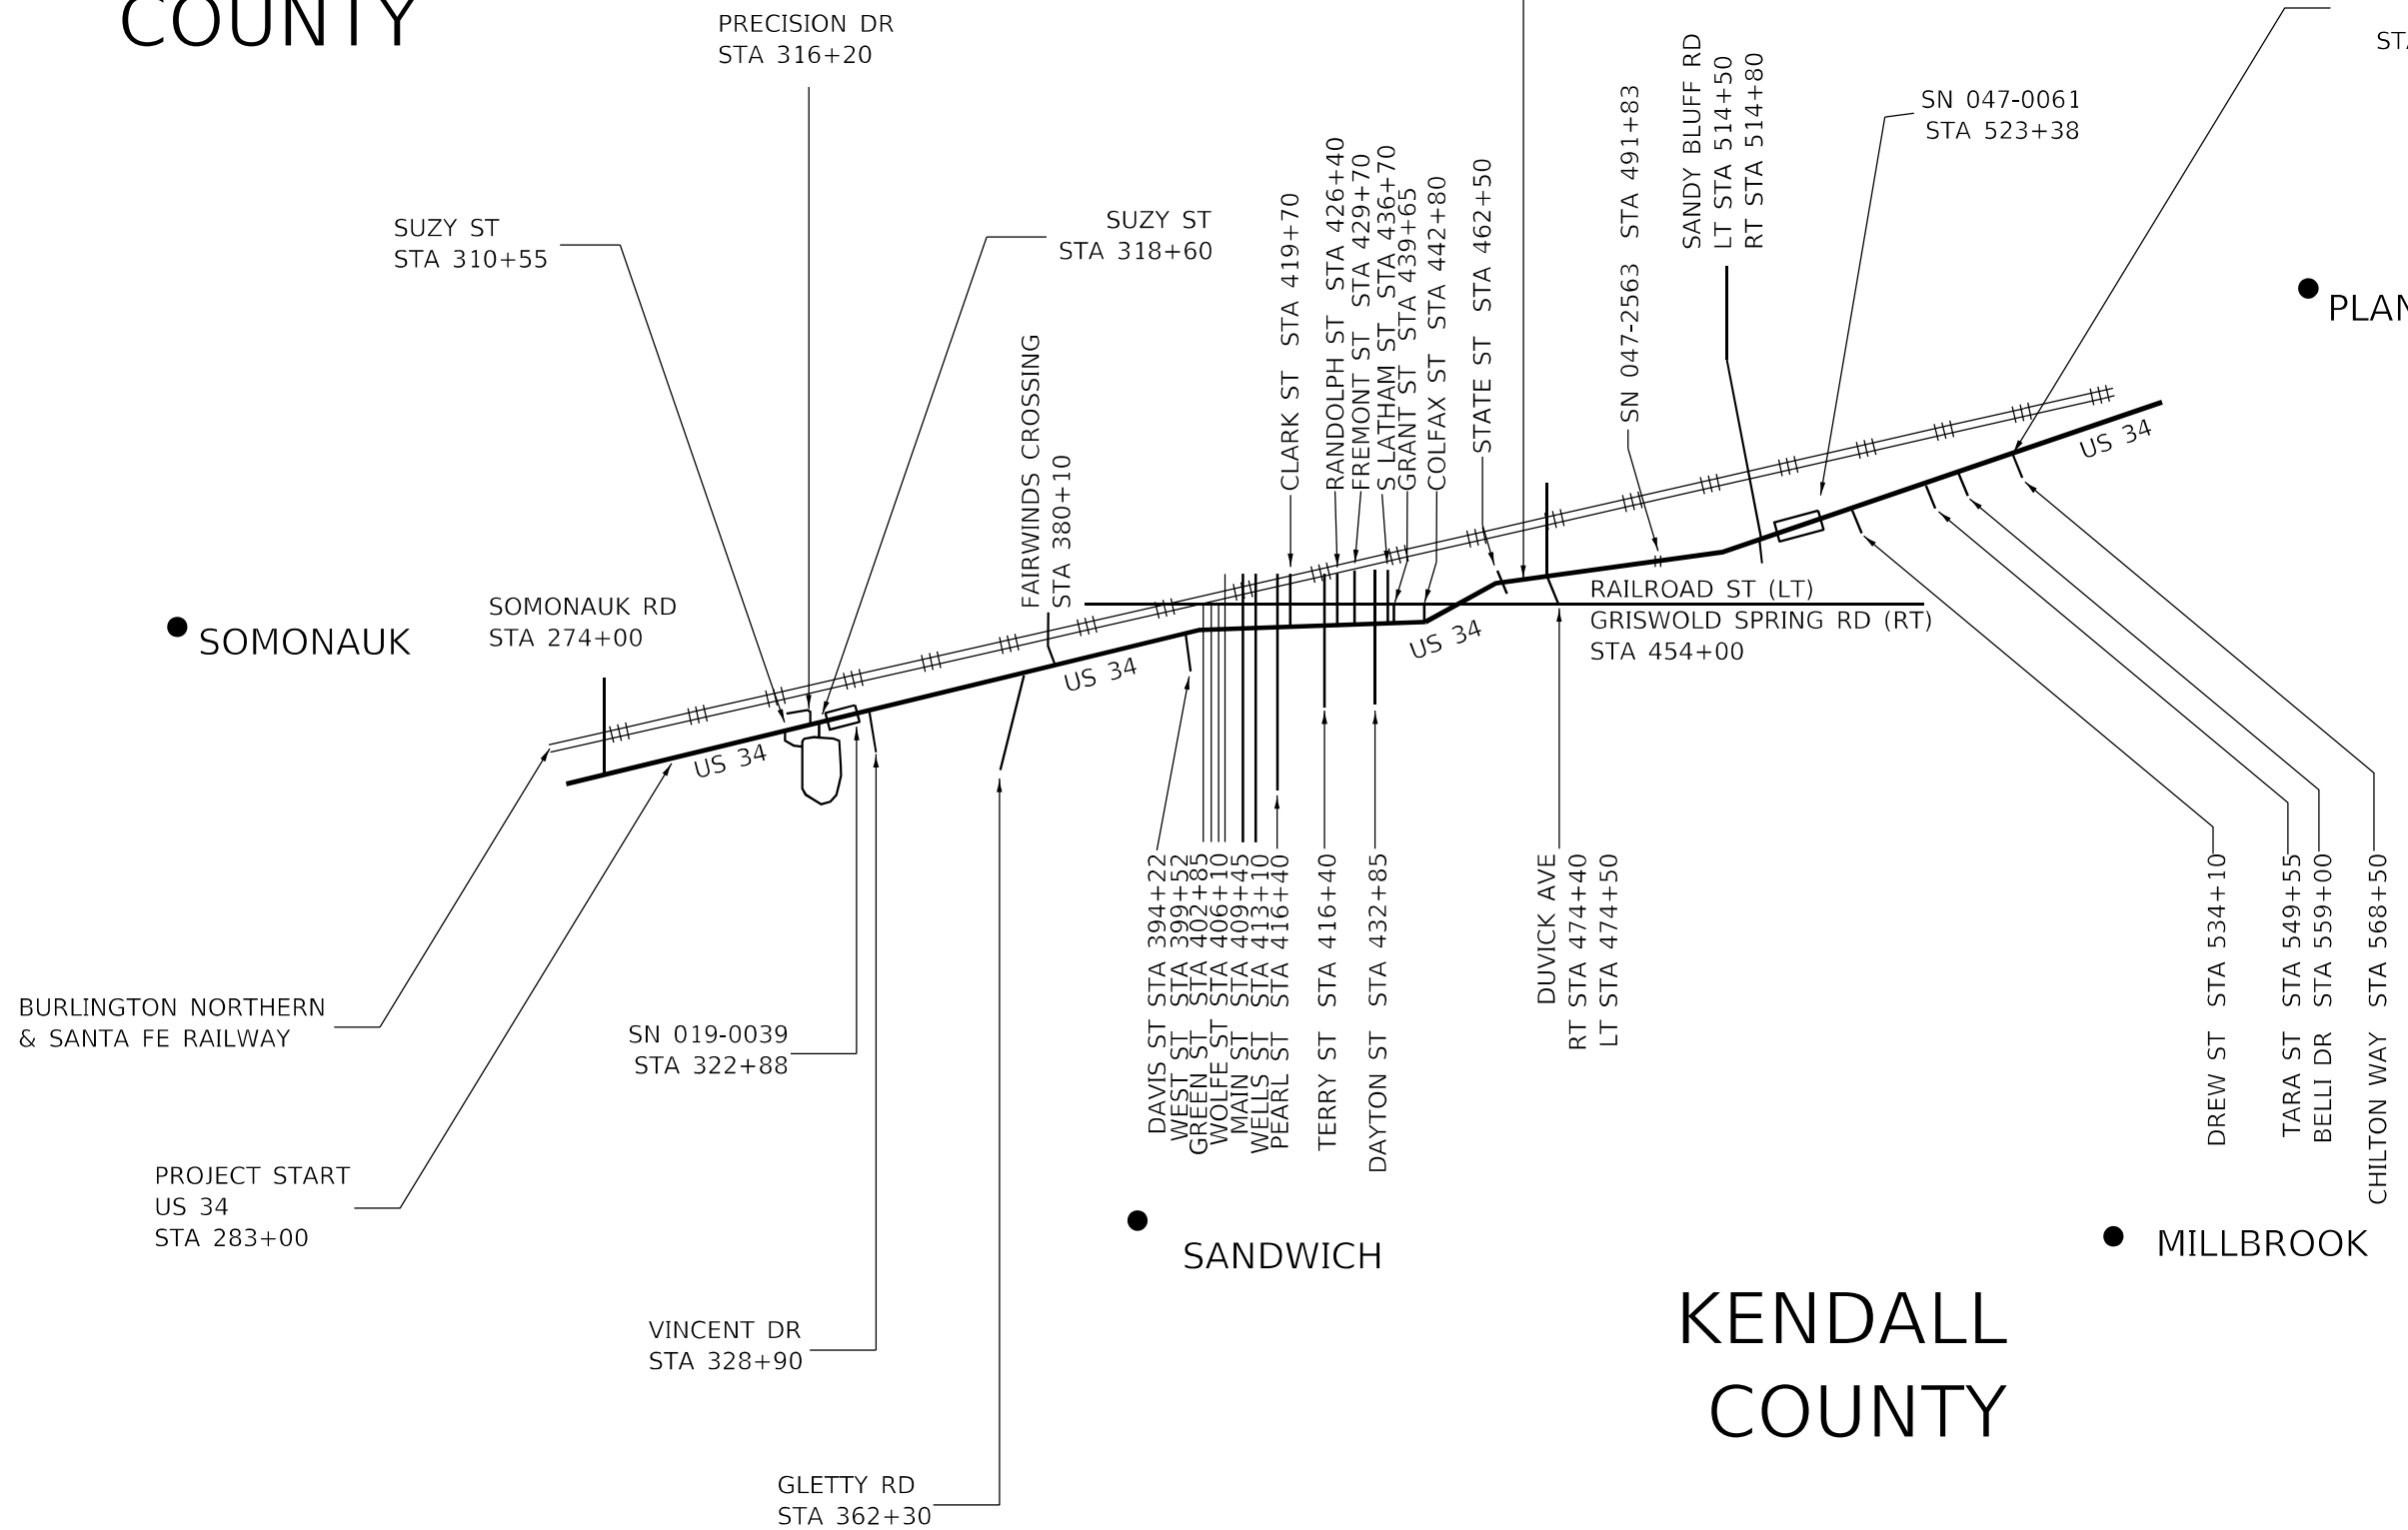 COUNTY
PRECISION DR
STA 316+20
SUZY ST
STA 310+55
SUZY ST
STA 318+60
FAIRWINDS CROSSING
STA 380+10
CLARK ST STA 419+70
RANDOLPH ST STA 426+40
FREMONT ST STA 429+70
S LATHAM ST STA 436+70
GRANT ST STA 439+65
COLFAX ST STA 442+80
STATE ST STA 462+50
SN 047-2563 STA 491+83
SANDY BLUFF RD
LT STA 514+50
RT STA 514+80
SN 047-0061
STA 523+38
SOMONAUK
SOMONAUK RD
STA 274+00
US 34
US 34
US 34
US 34
RAILROAD ST (LT)
GRISWOLD SPRING RD (RT)
STA 454+00
BURLINGTON NORTHERN
& SANTA FE RAILWAY
PROJECT START
US 34
STA 283+00
SN 019-0039
STA 322+88
VINCENT DR
STA 328+90
GLETTY RD
STA 362+30
DAVIS ST STA 394+22
WEST ST STA 399+52
GREEN ST STA 402+85
WOLFE ST STA 406+10
MAIN ST STA 409+45
WELLS ST STA 413+10
PEARL ST STA 416+40
TERRY ST STA 416+40
DAYTON ST STA 432+85
DUVICK AVE
RT STA 474+40
LT STA 474+50
DREW ST STA 534+10
TARA ST STA 549+55
BELLI DR STA 559+00
CHILTON WAY STA 568+50
SANDWICH
MILLBROOK
KENDALL
COUNTY